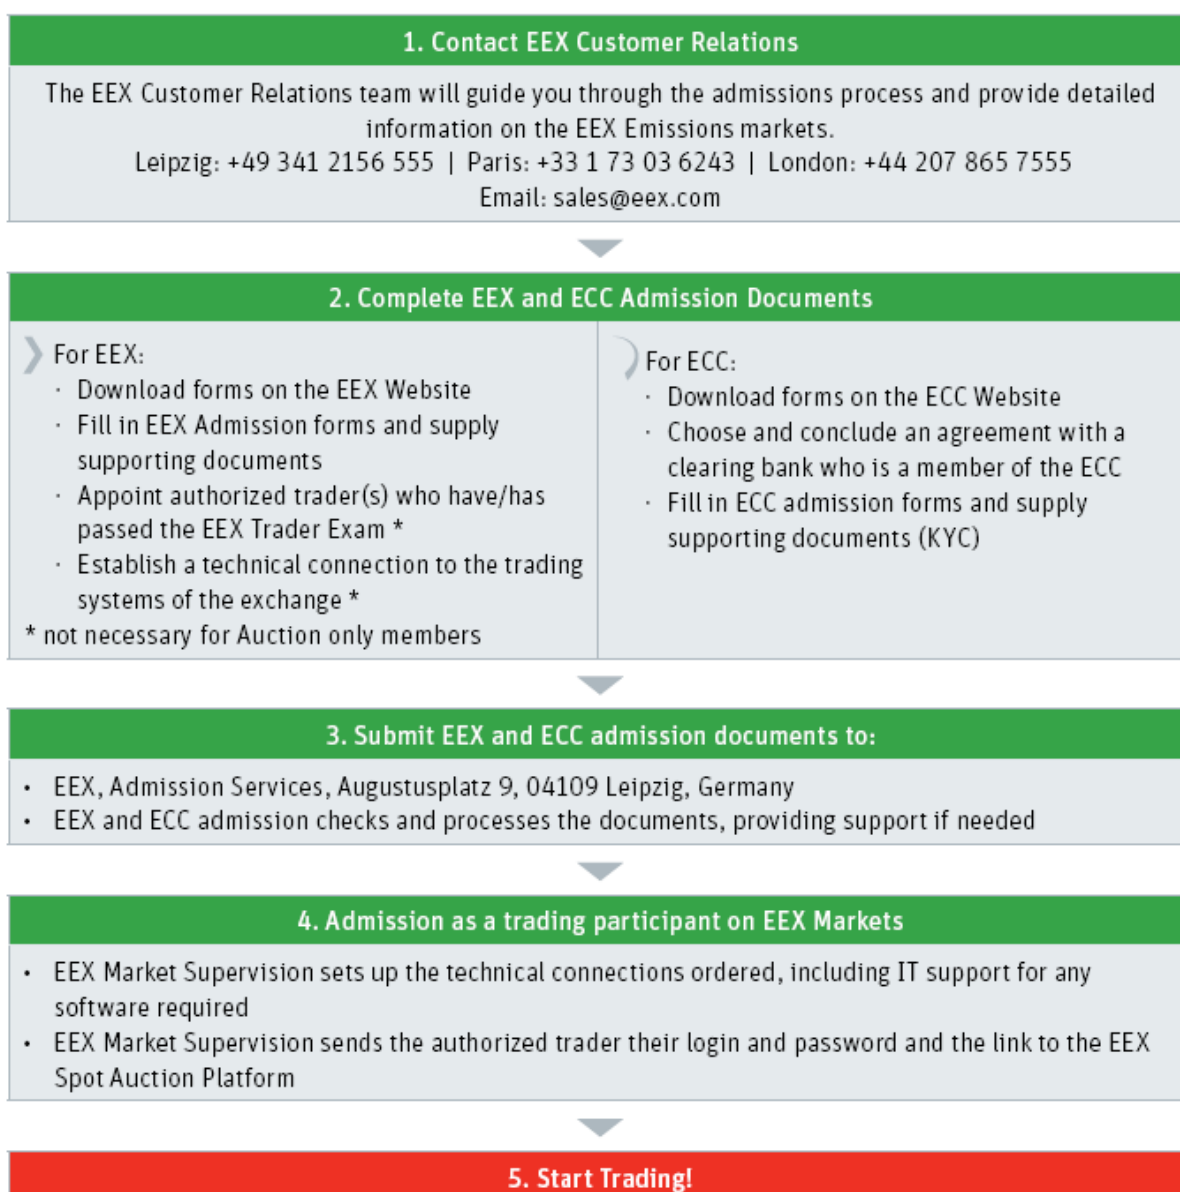 1. Contact EEX Customer Relations
The EEX Customer Relations team will guide you through the admissions process and provide detailed
information on the EEX Emissions markets.
Leipzig: +49 341 2156 555 | Paris: +33 1 73 03 6243 | London: +44 207 865 7555
Email: sales@eex.com
2. Complete EEX and ECC Admission Documents
For EEX:
· Download forms on the EEX Website
· Fill in EEX Admission forms and supply
supporting documents
· Appoint authorized trader(s) who have/has
passed the EEX Trader Exam *
· Establish a technical connection to the trading
systems of the exchange *
* not necessary for Auction only members
For ECC:
· Download forms on the ECC Website
· Choose and conclude an agreement with a
clearing bank who is a member of the ECC
· Fill in ECC admission forms and supply
supporting documents (KYC)
3. Submit EEX and ECC admission documents to:
• EEX, Admission Services, Augustusplatz 9, 04109 Leipzig, Germany
• EEX and ECC admission checks and processes the documents, providing support if needed
4. Admission as a trading participant on EEX Markets
• EEX Market Supervision sets up the technical connections ordered, including IT support for any
software required
• EEX Market Supervision sends the authorized trader their login and password and the link to the EEX
Spot Auction Platform
5. Start Trading!